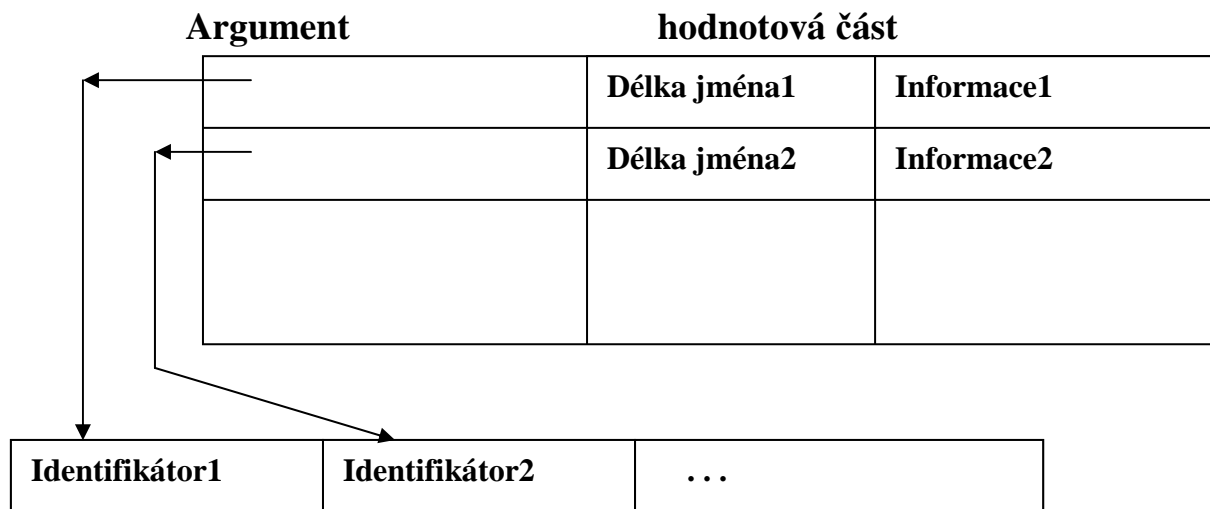 Argument hodnotová část
Délka jména1 Informace1
Délka jména2 Informace2
Identifikátor1 Identifikátor2 . . .